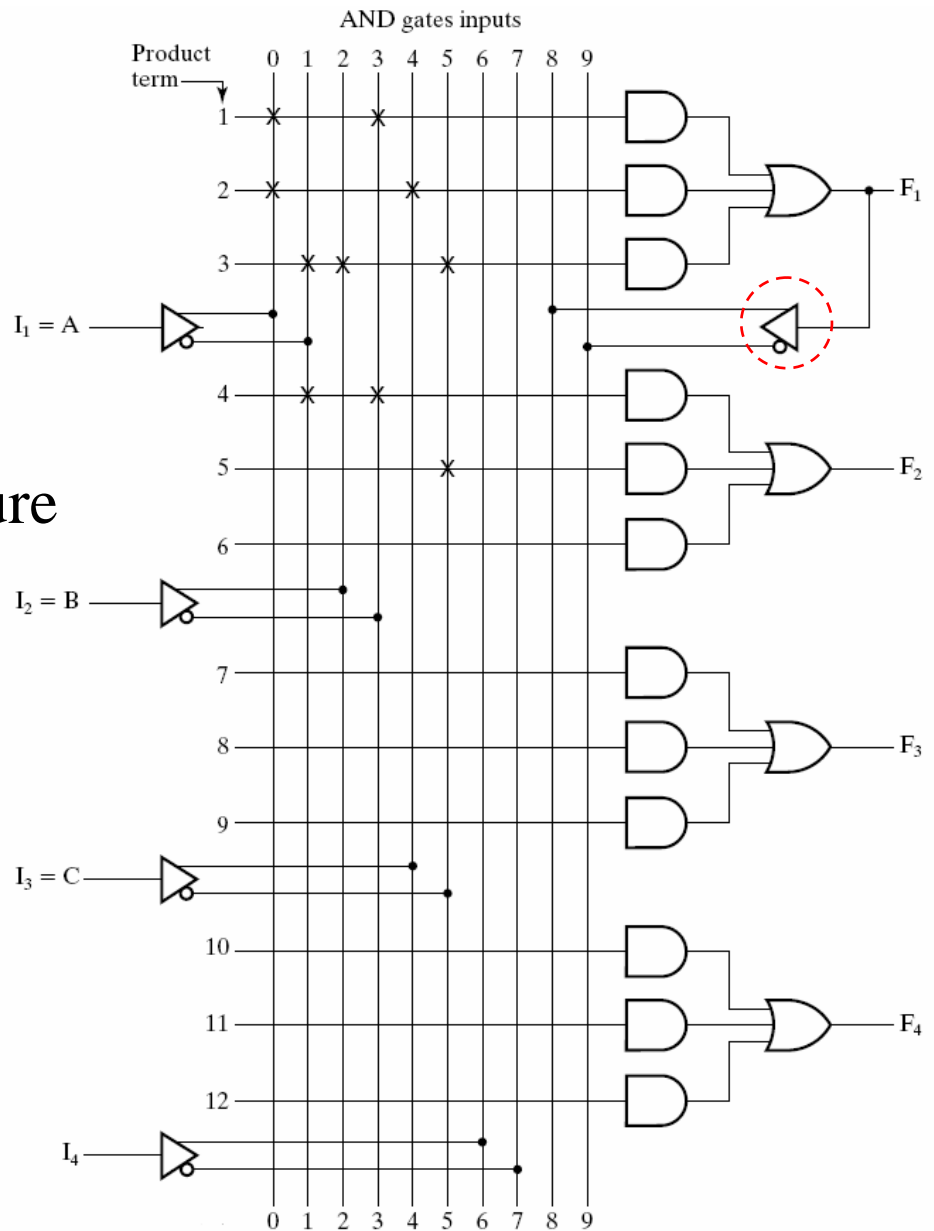 AND gates inputs
Product
term
0 1 2 3 4 5 6 7 8 9
1
2
F1
3
I1 = A
4
5
F2
ure
6
I2 = B
7
8
F3
9
I3 = C
10
11
F4
12
I4
0 1 2 3 4 5 6 7 8 9